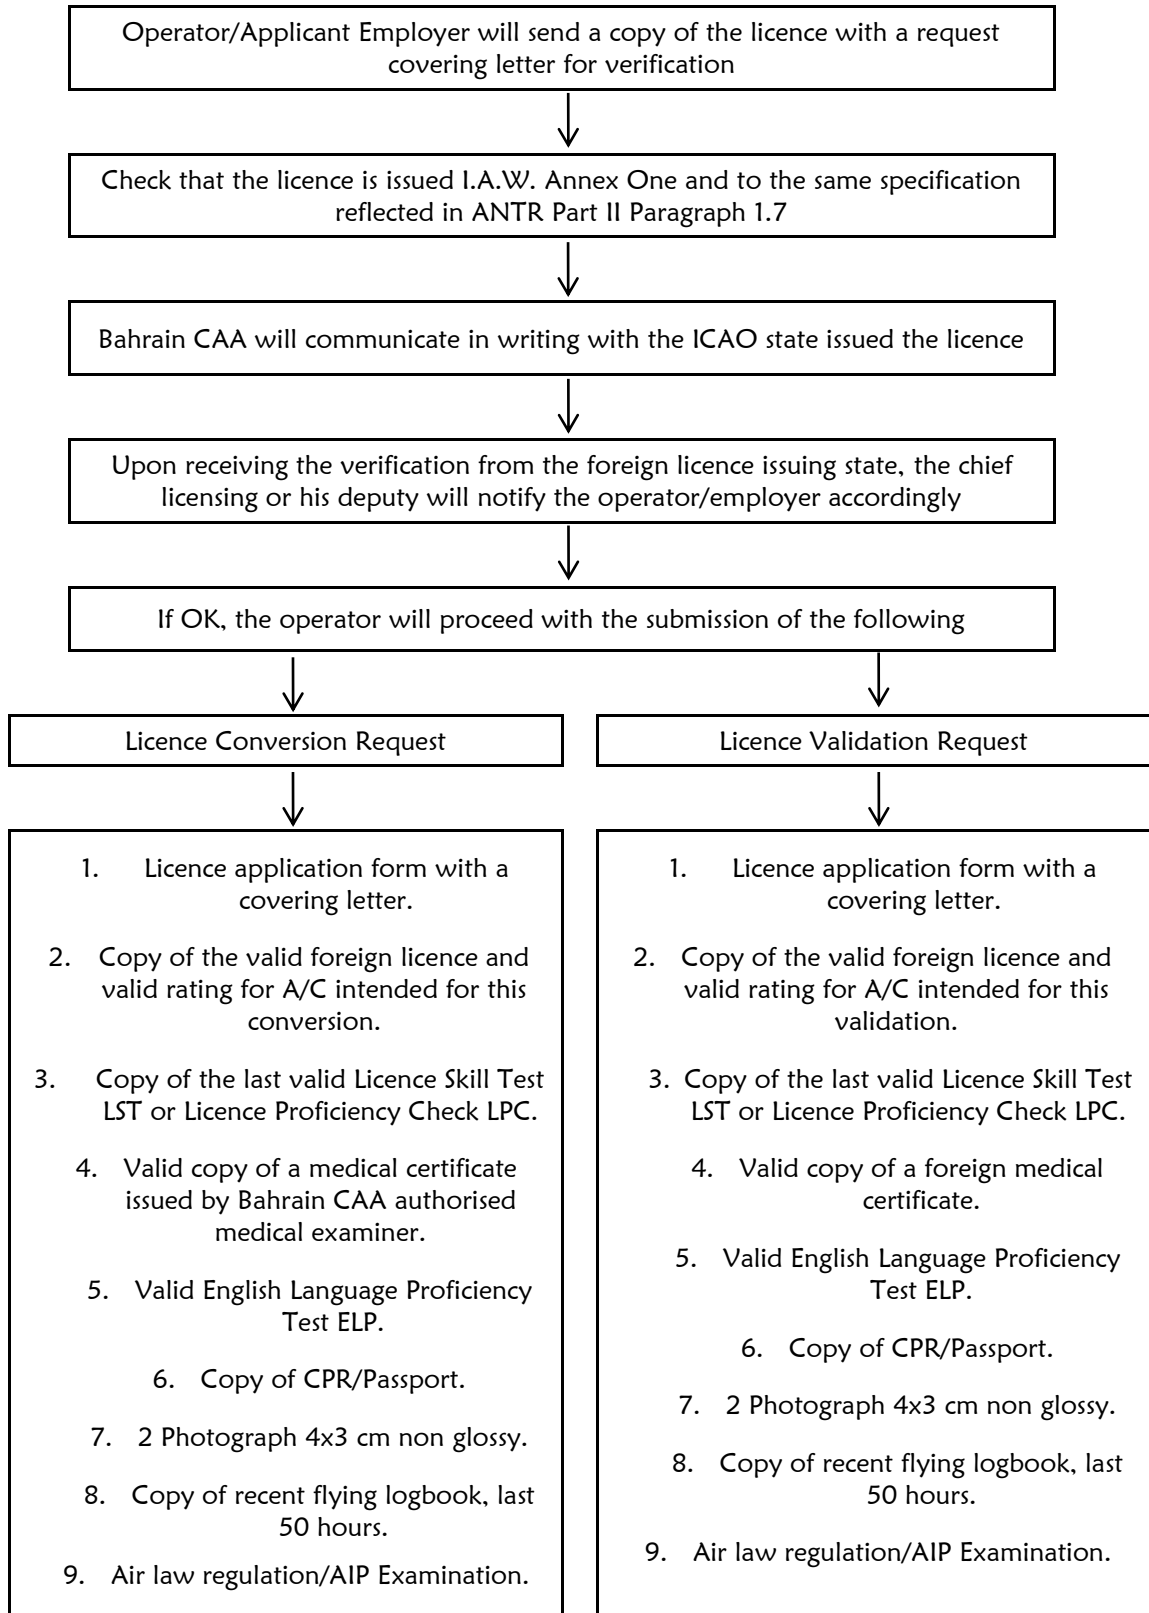 Operator/Applicant Employer will send a copy of the licence with a request
covering letter for verification
Check that the licence is issued I.A.W. Annex One and to the same specification
reflected in ANTR Part II Paragraph 1.7
Bahrain CAA will communicate in writing with the ICAO state issued the licence
Upon receiving the verification from the foreign licence issuing state, the chief
licensing or his deputy will notify the operator/employer accordingly
If OK, the operator will proceed with the submission of the following
Licence Conversion Request
1. Licence application form with a
covering letter.
2. Copy of the valid foreign licence and
valid rating for A/C intended for this
conversion.
3. Copy of the last valid Licence Skill Test
LST or Licence Proficiency Check LPC.
4. Valid copy of a medical certificate
issued by Bahrain CAA authorised
medical examiner.
5. Valid English Language Proficiency
Test ELP.
6. Copy of CPR/Passport.
7. 2 Photograph 4x3 cm non glossy.
8. Copy of recent flying logbook, last
50 hours.
9. Air law regulation/AIP Examination.
Licence Validation Request
1. Licence application form with a
covering letter.
2. Copy of the valid foreign licence and
valid rating for A/C intended for this
validation.
3. Copy of the last valid Licence Skill Test
LST or Licence Proficiency Check LPC.
4. Valid copy of a foreign medical
certificate.
5. Valid English Language Proficiency
Test ELP.
6. Copy of CPR/Passport.
7. 2 Photograph 4x3 cm non glossy.
8. Copy of recent flying logbook, last
50 hours.
9. Air law regulation/AIP Examination.